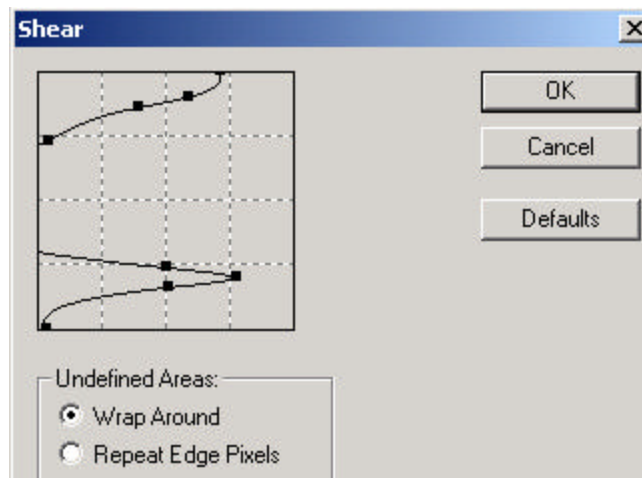 Shear
OK
Cancel
Defaults
Undefined Areas:
Wrap Around
Repeat Edge Pixels